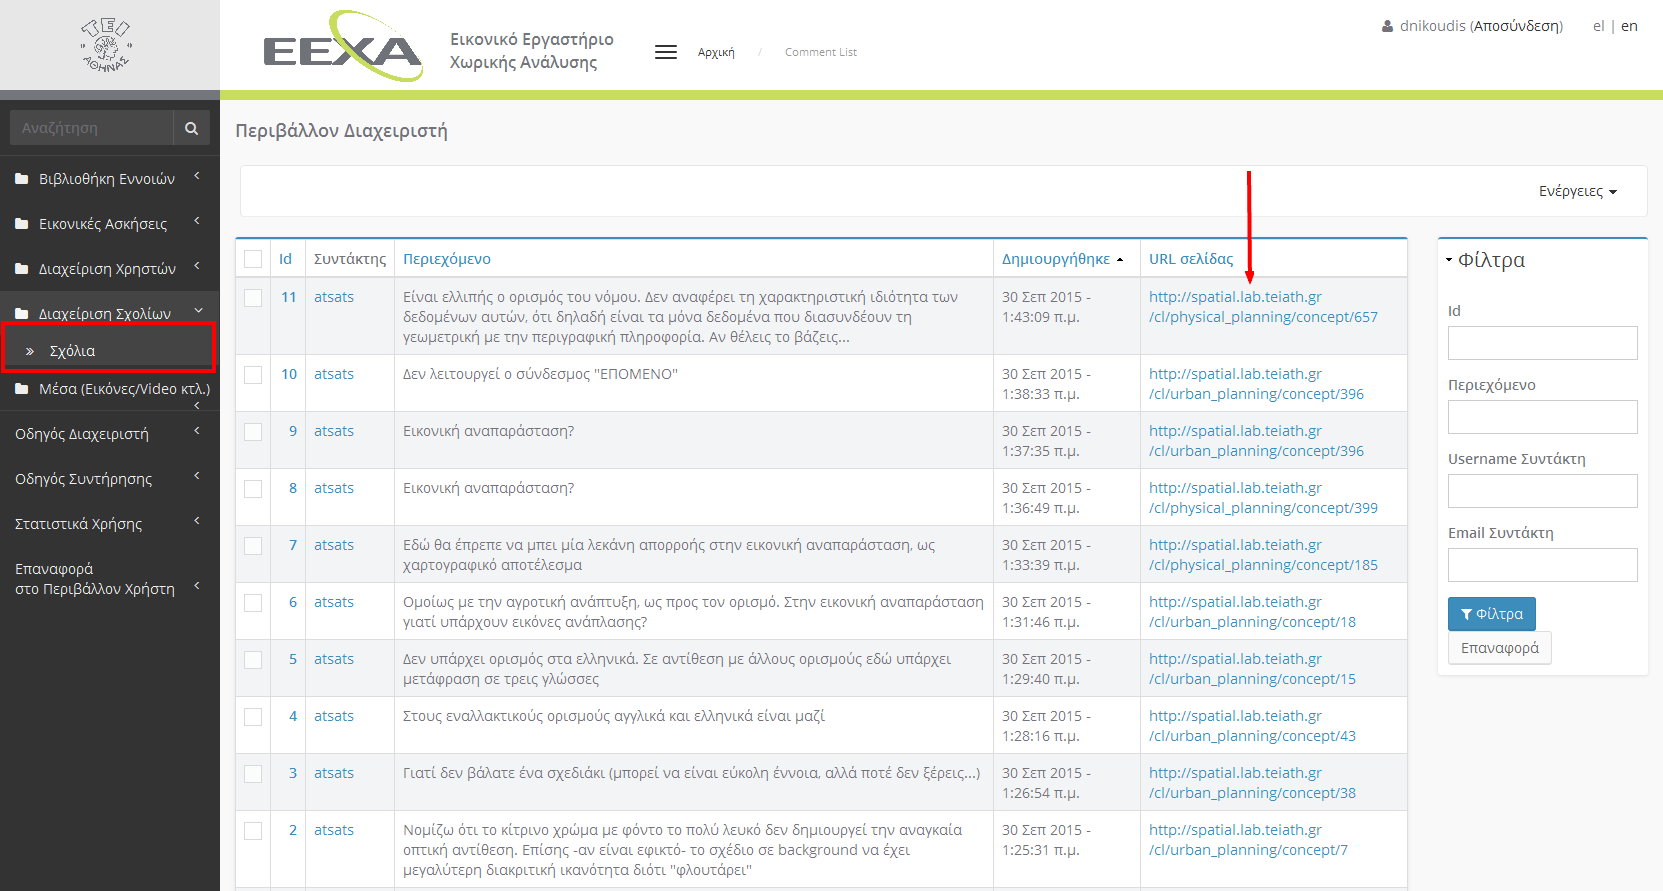 ΤΕΙ
ΑΘΗΝΑΣ
ΕΕΧΑ
Εικονικό Εργαστήριο
Χωρικής Ανάλυσης
Αρχική / Comment List
dnikoudis (Αποσύνδεση)
el | en
Αναζήτηση
Βιβλιοθήκη Εννοιών
Εικονικές Ασκήσεις
Διαχείριση Χρηστών
Διαχείριση Σχολίων
» Σχόλια
Μέσα (Εικόνες/Video κτλ.)
Οδηγός Διαχειριστή
Οδηγός Συντήρησης
Στατιστικά Χρήσης
Επαναφορά
στο Περιβάλλον Χρήστη
Περιβάλλον Διαχειριστή
Ενέργειες
Id Συντάκτης Περιεχόμενο Δημιουργήθηκε URL σελίδας
11 atsats Είναι ελλιπής ο ορισμός του νόμου. Δεν αναφέρει τη χαρακτηριστική ιδιότητα των 30 Σεπ 2015 - http://spatial.lab.teiath.gr
δεδομένων αυτών, ότι δηλαδή είναι τα μόνα δεδομένα που διασυνδέουν τη 1:43:09 π.μ. /cl/physical_planning/concept/657
γεωμετρική με την περιγραφική πληροφορία. Αν θέλεις το βάζεις...
10 atsats Δεν λειτουργεί ο σύνδεσμος "ΕΠΟΜΕΝΟ" 30 Σεπ 2015 - http://spatial.lab.teiath.gr
1:38:33 π.μ. /cl/urban_planning/concept/396
9 atsats Εικονική αναπαράσταση? 30 Σεπ 2015 - http://spatial.lab.teiath.gr
1:37:35 π.μ. /cl/urban_planning/concept/396
8 atsats Εικονική αναπαράσταση? 30 Σεπ 2015 - http://spatial.lab.teiath.gr
1:36:49 π.μ. /cl/physical_planning/concept/399
7 atsats Εδώ θα έπρεπε να μπει μία λεκάνη απορροής στην εικονική αναπαράσταση, ως 30 Σεπ 2015 - http://spatial.lab.teiath.gr
χαρτογραφικό αποτέλεσμα 1:33:39 π.μ. /cl/physical_planning/concept/185
6 atsats Ομοίως με την αγροτική ανάπτυξη, ως προς τον ορισμό. Στην εικονική αναπαράσταση 30 Σεπ 2015 - http://spatial.lab.teiath.gr
γιατί υπάρχουν εικόνες ανάπλασης? 1:31:46 π.μ. /cl/urban_planning/concept/18
5 atsats Δεν υπάρχει ορισμός στα ελληνικά. Σε αντίθεση με άλλους ορισμούς εδώ υπάρχει 30 Σεπ 2015 - http://spatial.lab.teiath.gr
μετάφραση σε τρεις γλώσσες 1:29:40 π.μ. /cl/urban_planning/concept/15
4 atsats Στους εναλλακτικούς ορισμούς αγγλικά και ελληνικά είναι μαζί 30 Σεπ 2015 - http://spatial.lab.teiath.gr
1:28:16 π.μ. /cl/urban_planning/concept/43
3 atsats Γιατί δεν βάλατε ένα σχεδιάκι (μπορεί να είναι εύκολη έννοια, αλλά ποτέ δεν ξέρεις...) 30 Σεπ 2015 - http://spatial.lab.teiath.gr
1:26:54 π.μ. /cl/urban_planning/concept/38
2 atsats Νομίζω ότι το κίτρινο χρώμα με φόντο το πολύ λευκό δεν δημιουργεί την αναγκαία 30 Σεπ 2015 - http://spatial.lab.teiath.gr
οπτική αντίθεση. Επίσης -αν είναι εφικτό- το σχέδιο σε background να έχει 1:25:31 π.μ. /cl/urban_planning/concept/7
μεγαλύτερη διακριτική ικανότητα διότι "φλουτάρει"
Φίλτρα
Id
Περιεχόμενο
Username Συντάκτη
Email Συντάκτη
Φίλτρα
Επαναφορά